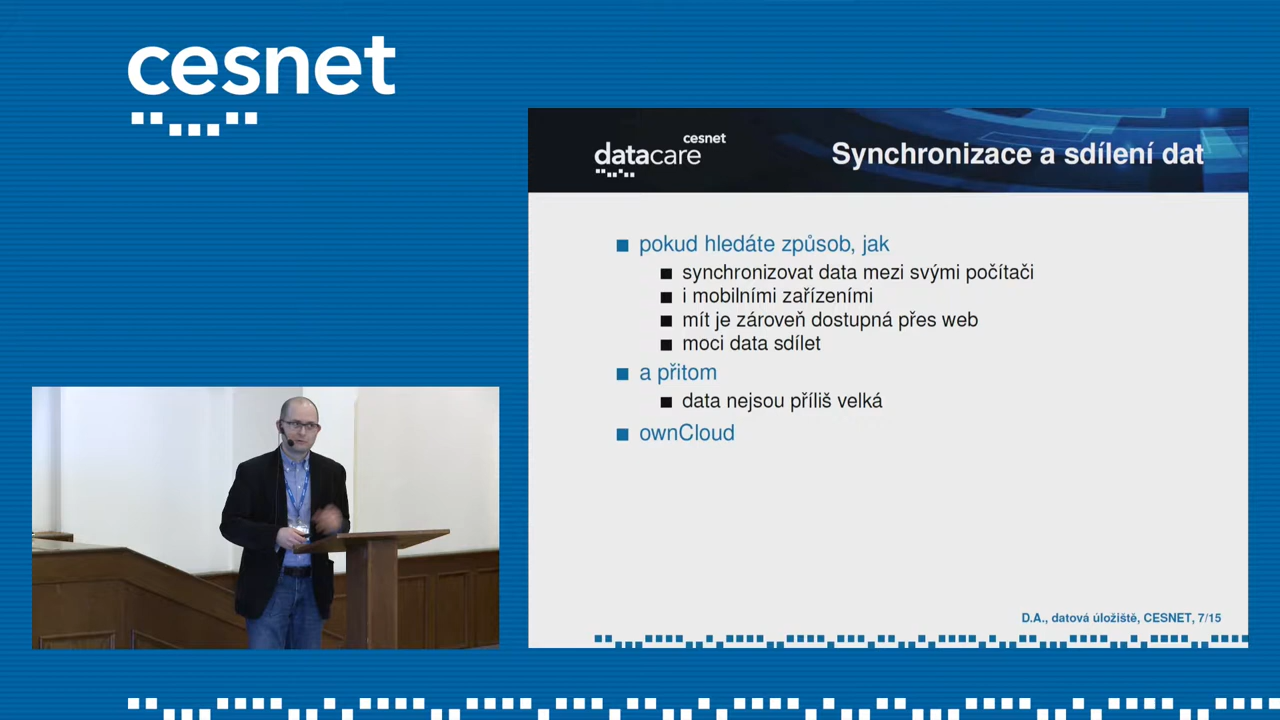 cesnet
cesnet
datacare
Synchronizace a sdílení dat
pokud hledáte způsob, jak
synchronizovat data mezi svými počítači
i mobilními zařízeními
mít je zároveň dostupná přes web
moci data sdílet
a přitom
data nejsou příliš velká
ownCloud
D.A., datová úložiště, CESNET, 7/15